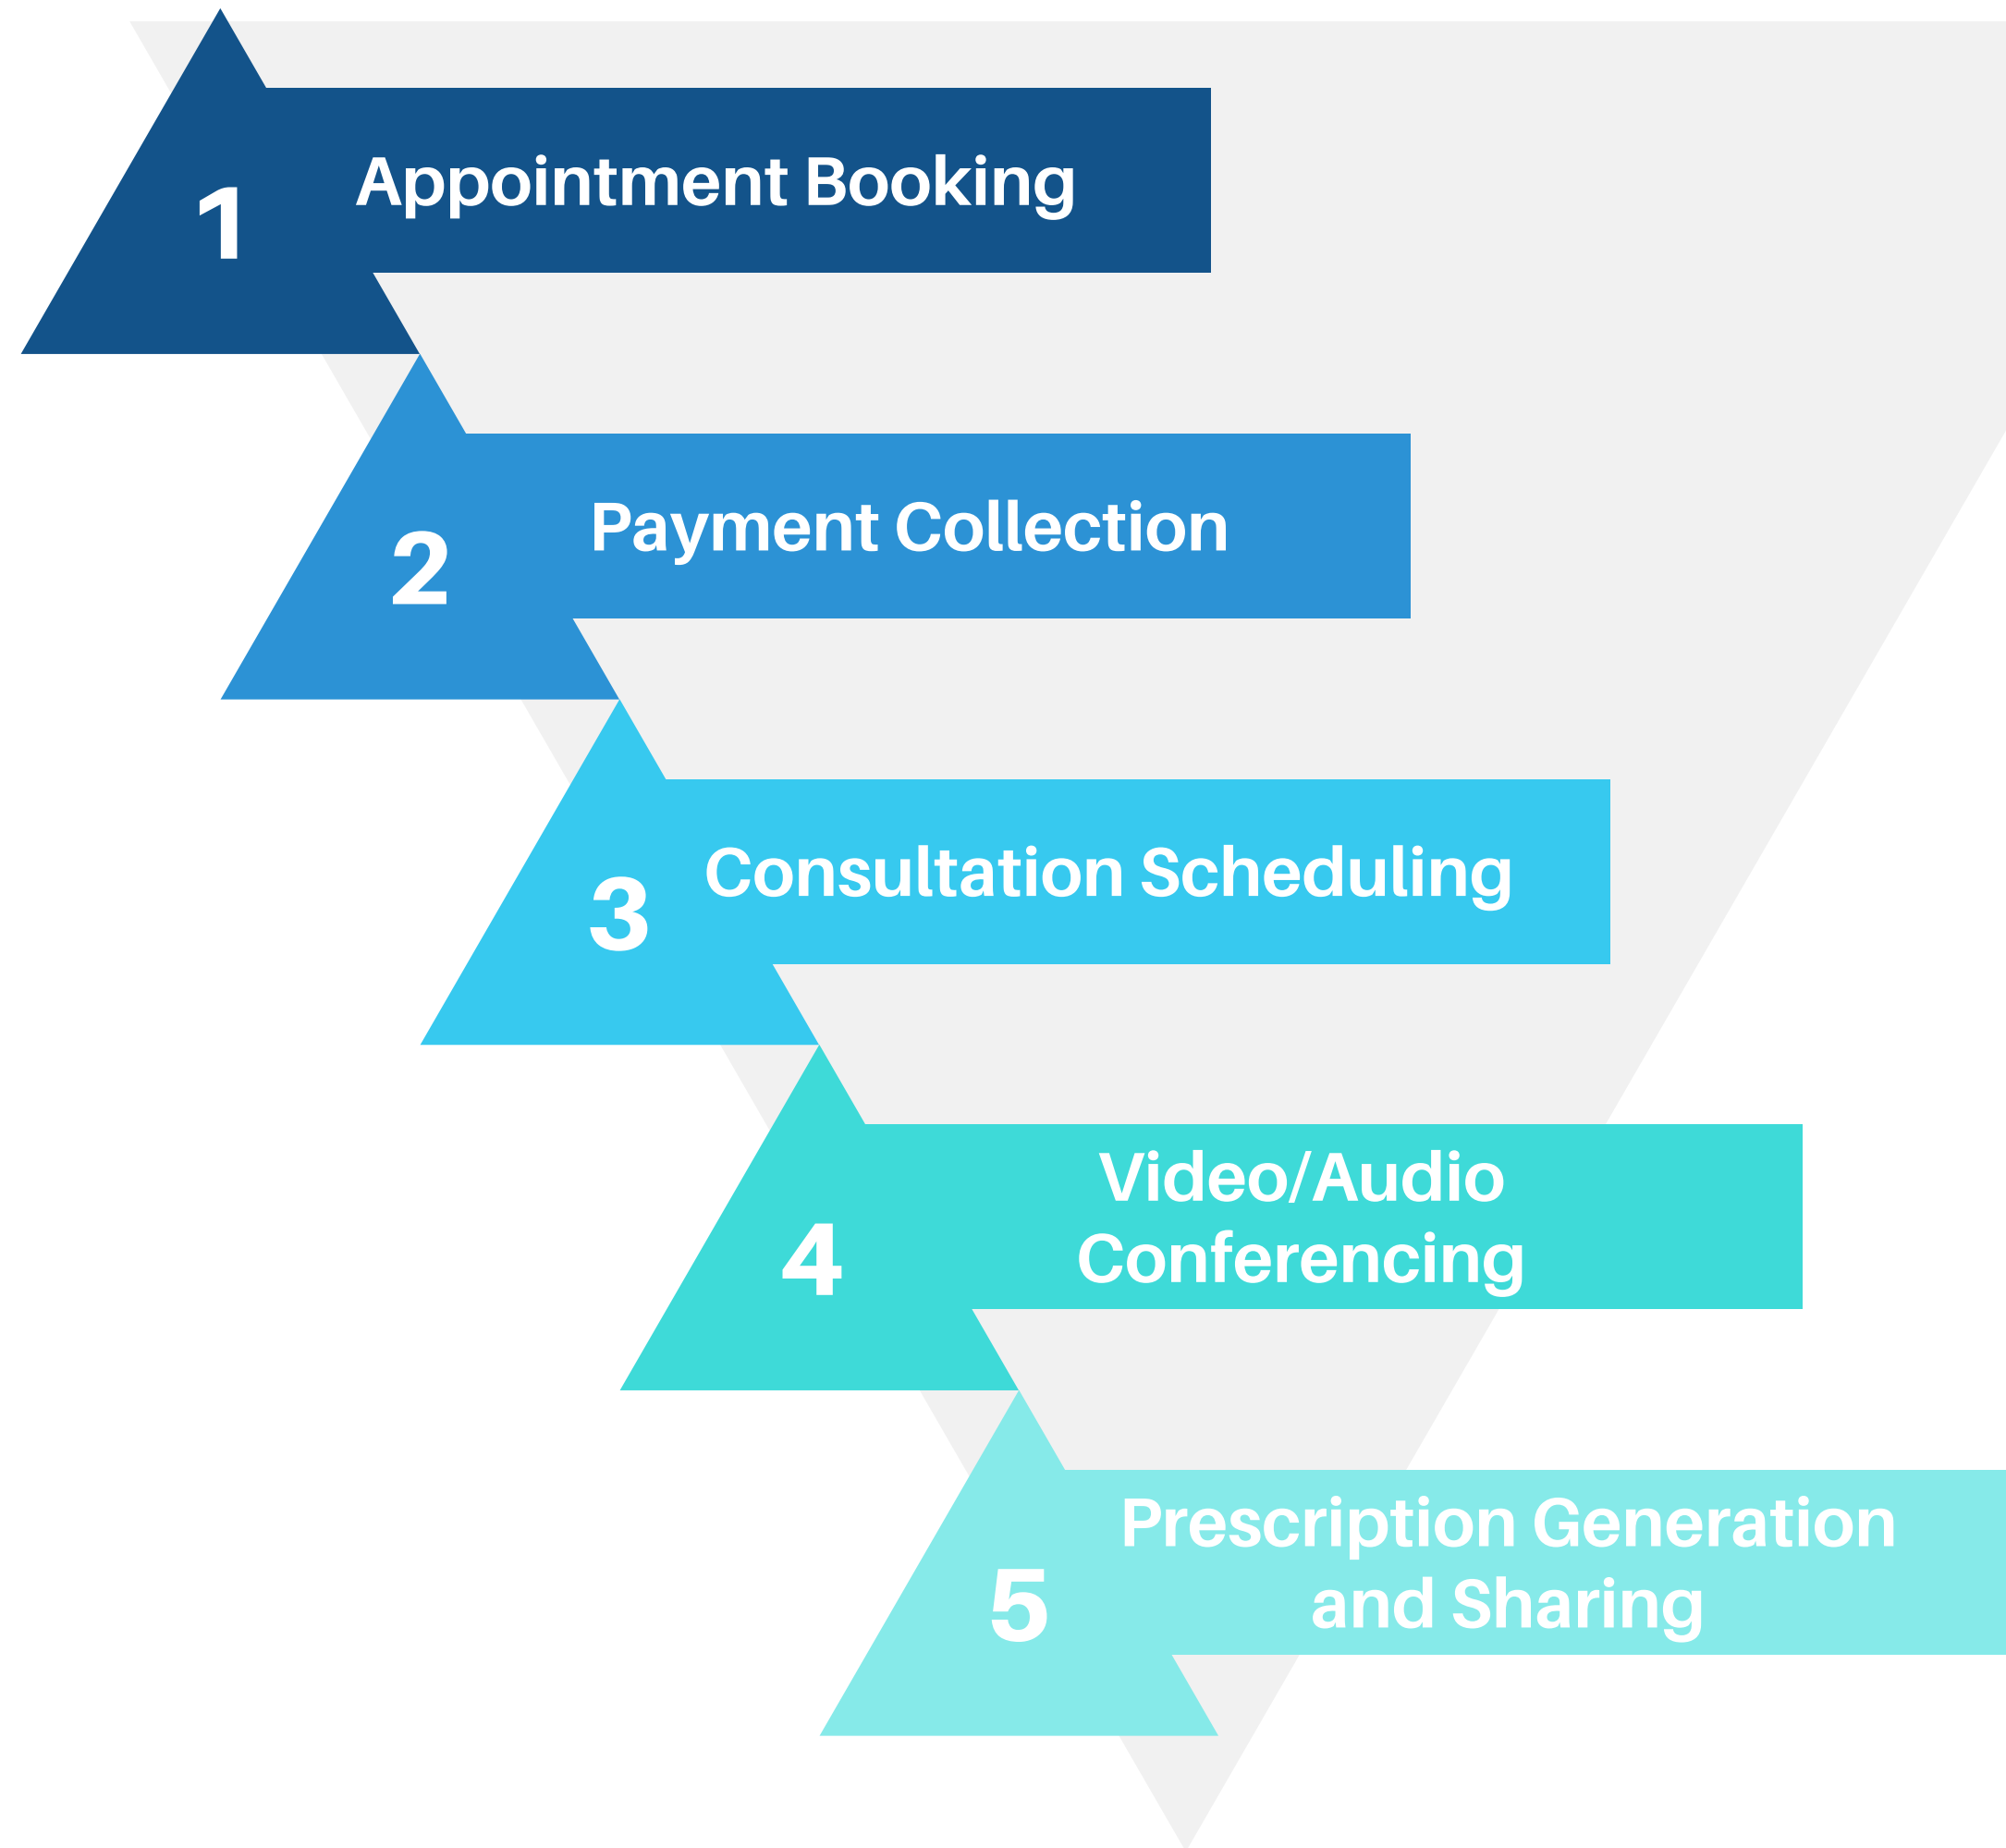 1
Appointment Booking
2
Payment Collection
3
Consultation Scheduling
4
Video/Audio
Conferencing
5
Prescription Generation
and Sharing